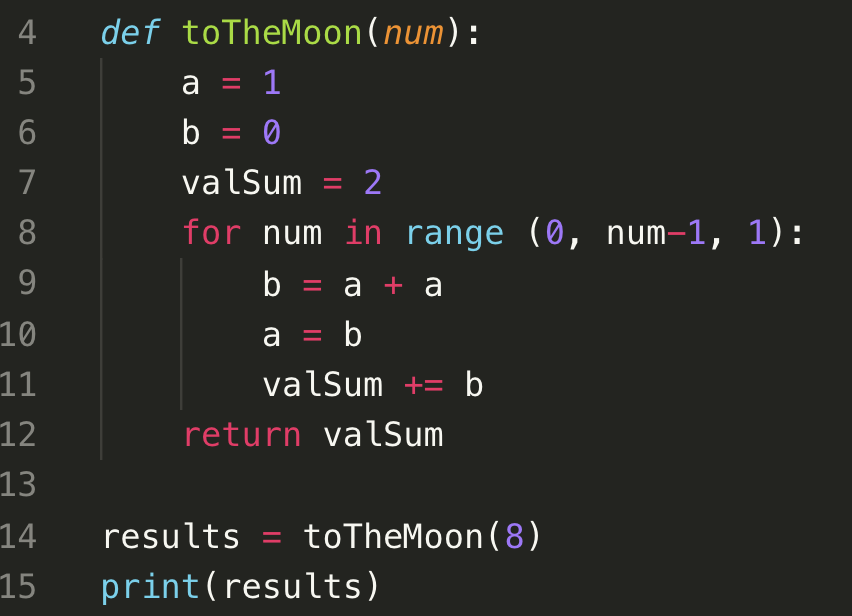 4 def toTheMoon(num):
5     a = 1
6     b = 0
7     valSum = 2
8     for num in range (0, num-1, 1):
9         b = a + a
10         a = b
11         valSum += b
12     return valSum
13
14 results = toTheMoon(8)
15 print(results)